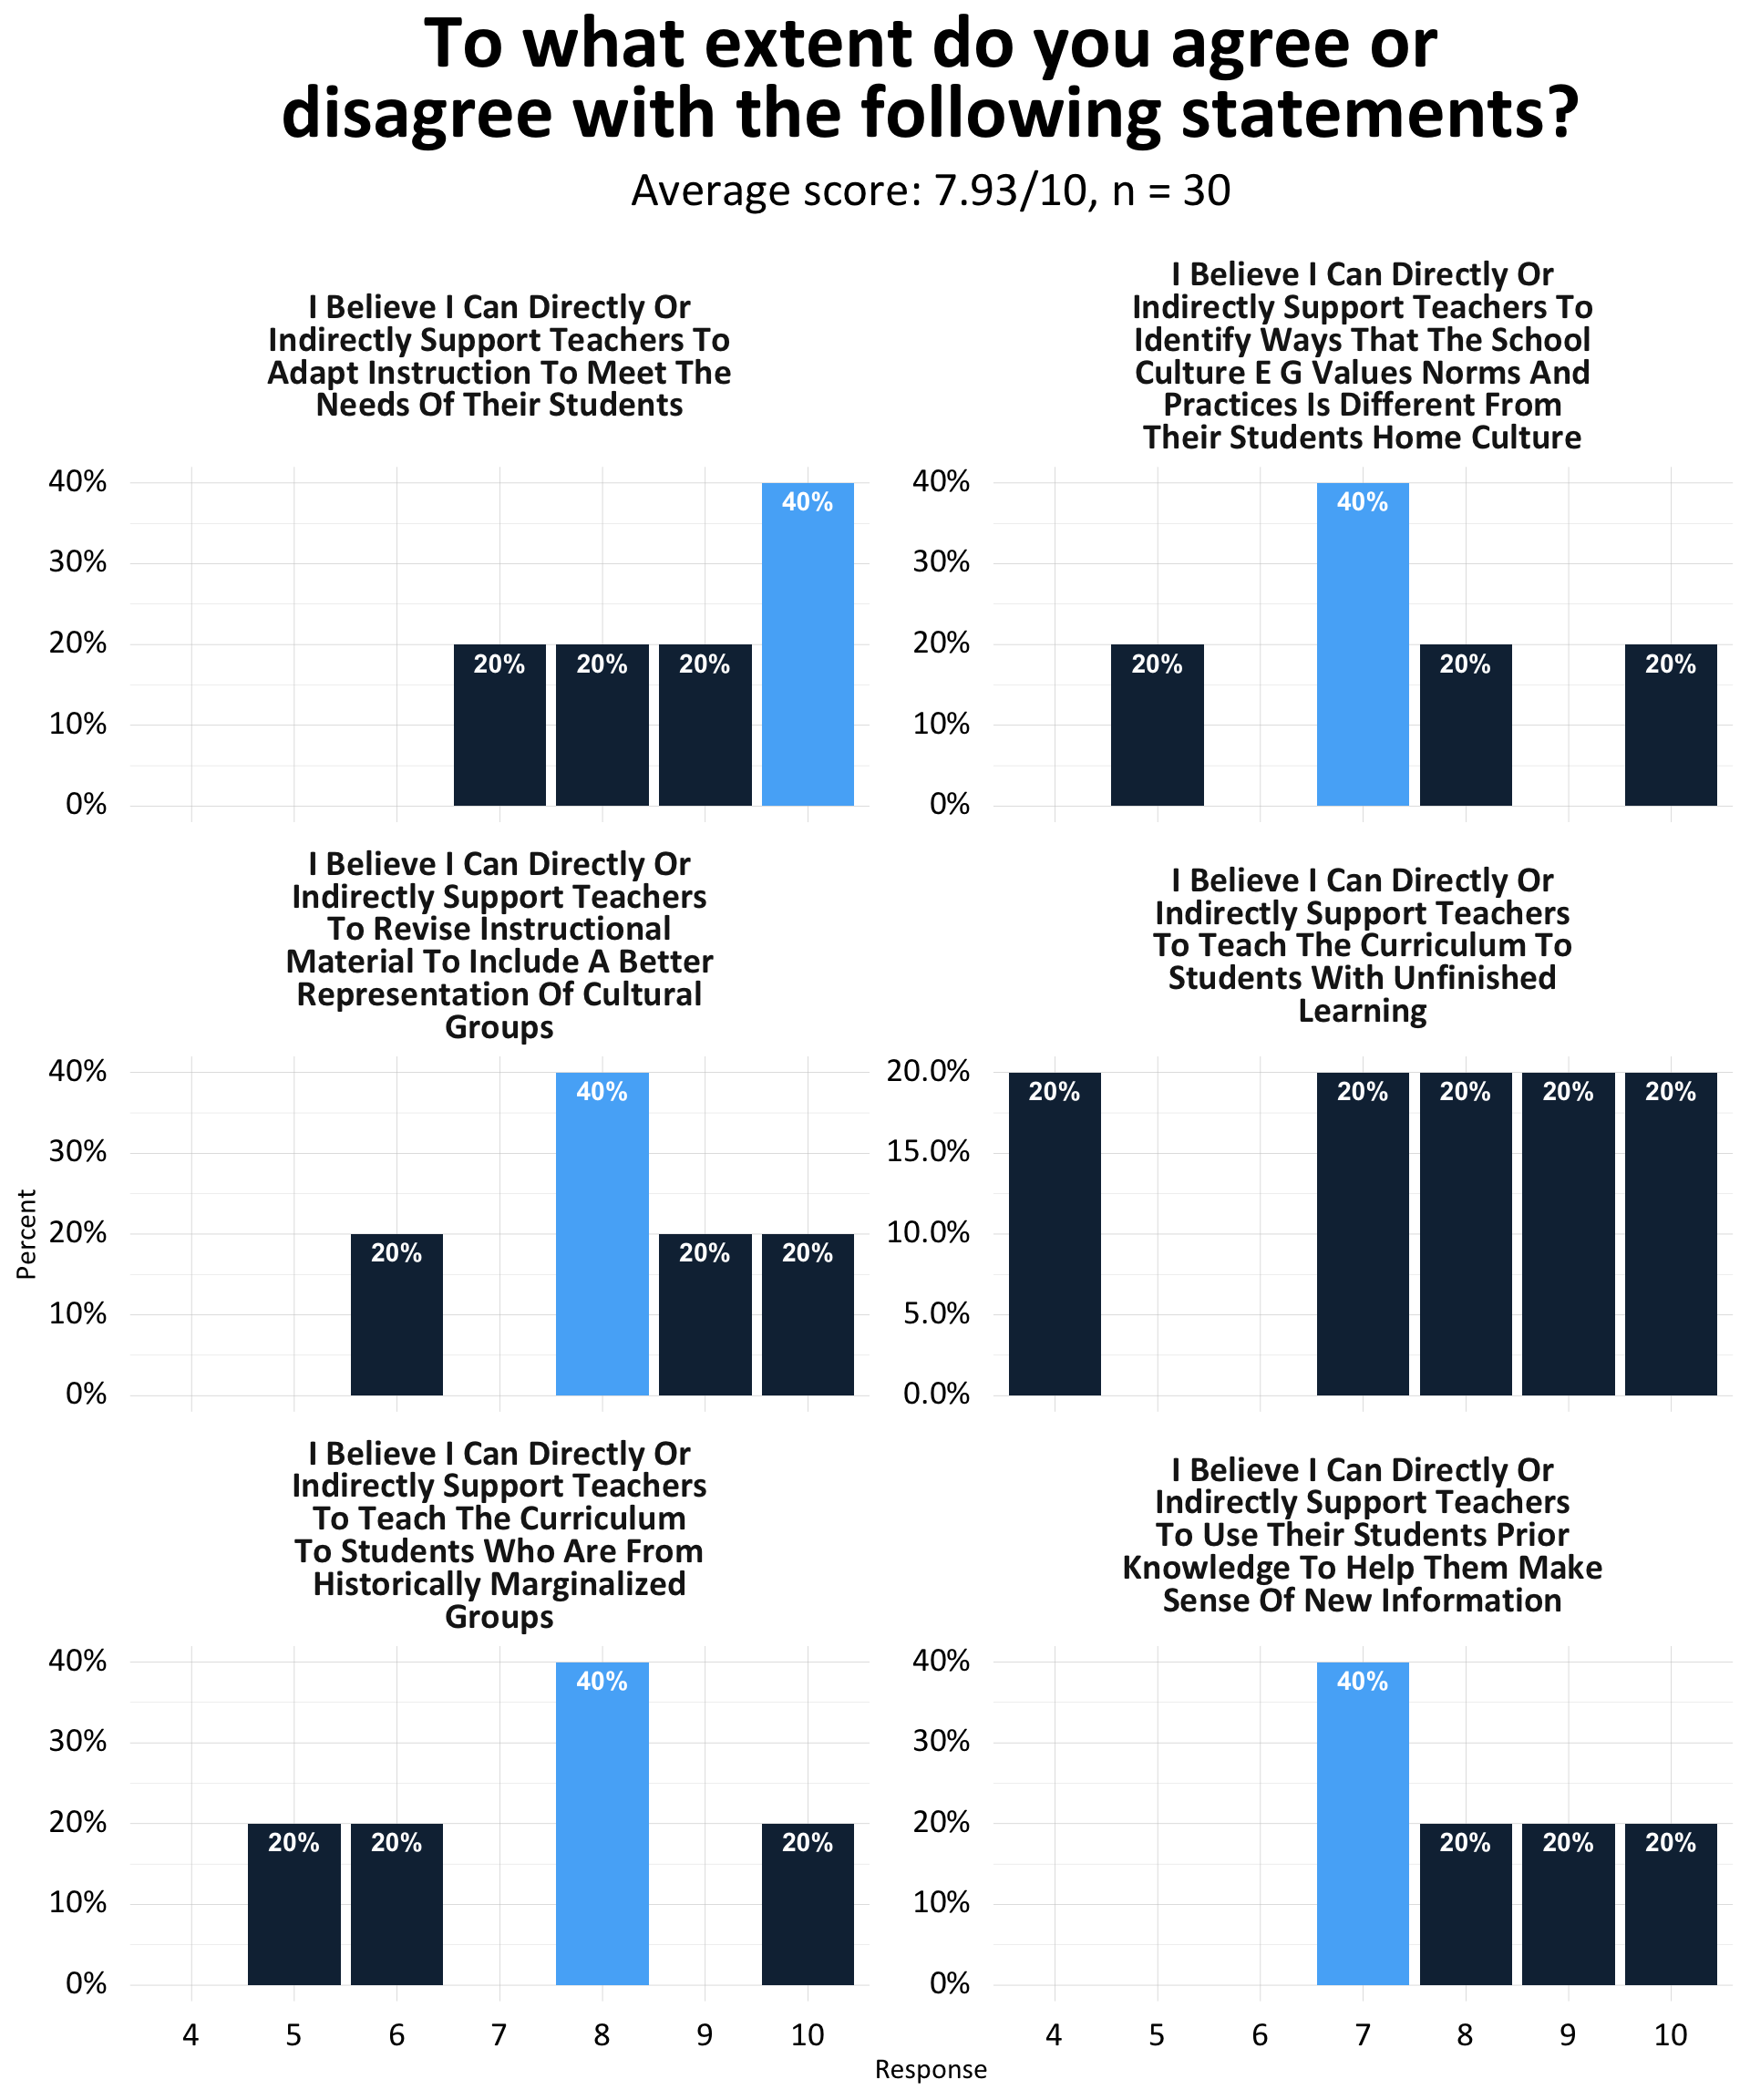 To what extent do you agree or
disagree with the following statements?
Average score: 7.93/10, n = 30
I Believe I Can Directly Or
Indirectly Support Teachers To
Adapt Instruction To Meet The
Needs Of Their Students
40%
30%
20%
10%
0%
20%
20%
20%
40%
I Believe I Can Directly Or
Indirectly Support Teachers To
Identify Ways That The School
Culture E G Values Norms And
Practices Is Different From
Their Students Home Culture
40%
30%
20%
10%
0%
20%
40%
20%
20%
I Believe I Can Directly Or
Indirectly Support Teachers
To Revise Instructional
Material To Include A Better
Representation Of Cultural
Groups
40%
30%
20%
10%
0%
20%
40%
20%
20%
I Believe I Can Directly Or
Indirectly Support Teachers
To Teach The Curriculum To
Students With Unfinished
Learning
20.0%
15.0%
10.0%
5.0%
0.0%
20%
20%
20%
20%
20%
Percent
I Believe I Can Directly Or
Indirectly Support Teachers
To Teach The Curriculum
To Students Who Are From
Historically Marginalized
Groups
40%
30%
20%
10%
0%
20%
20%
40%
20%
4 5 6 7 8 9 10
I Believe I Can Directly Or
Indirectly Support Teachers
To Use Their Students Prior
Knowledge To Help Them Make
Sense Of New Information
40%
30%
20%
10%
0%
40%
20%
20%
20%
4 5 6 7 8 9 10
Response